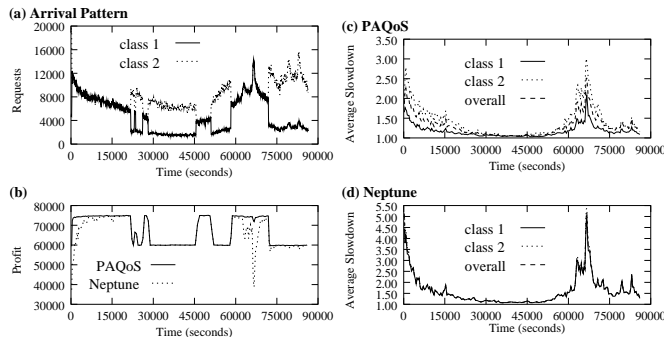 (a) Arrival Pattern
20000
16000
12000
8000
4000
0
Requests
class 1
class 2
0 15000 30000 45000 60000 75000 90000
Time (seconds)
(b)
80000
70000
60000
50000
40000
30000
Profit
PAQoS
Neptune
0 15000 30000 45000 60000 75000 90000
Time (seconds)
(c) PAQoS
3.50
3.00
2.50
2.00
1.50
1.00
Average Slowdown
class 1
class 2
overall
0 15000 30000 45000 60000 75000 90000
Time (seconds)
(d) Neptune
5.50
5.00
4.50
4.00
3.50
3.00
2.50
2.00
1.50
1.00
Average Slowdown
class 1
class 2
overall
0 15000 30000 45000 60000 75000 90000
Time (seconds)